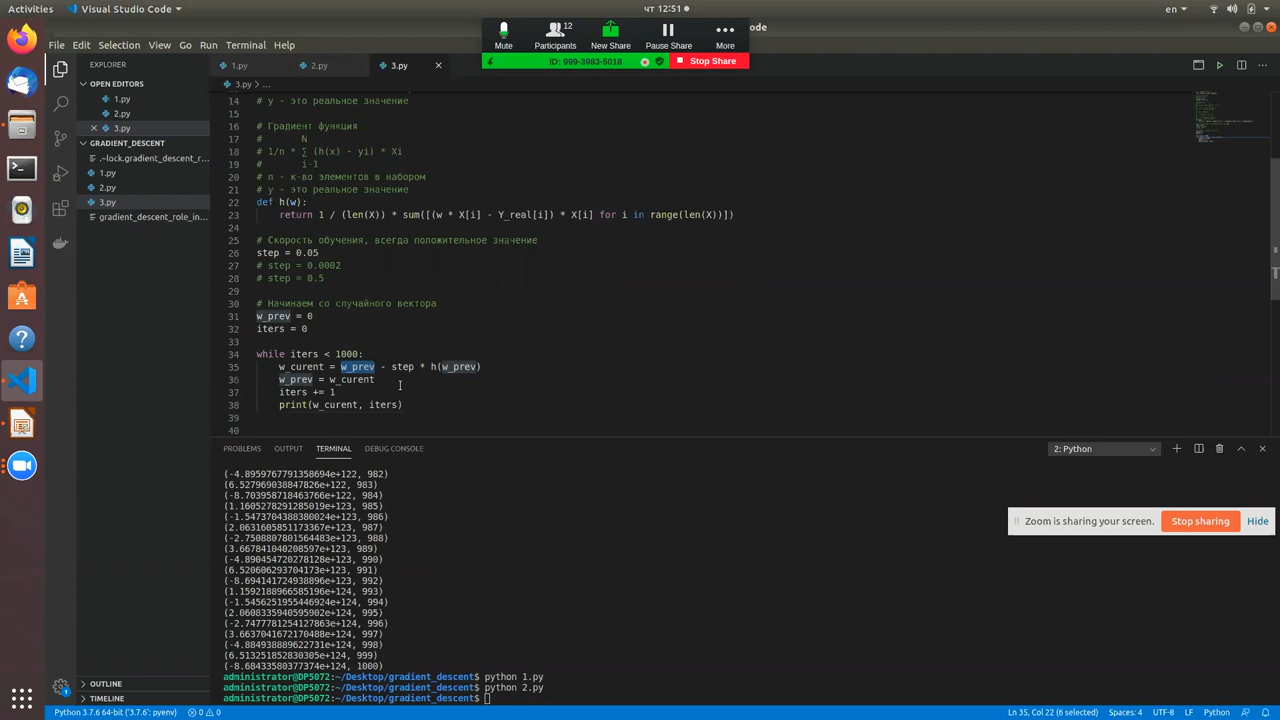 Activities
Visual Studio Code
чт 12:51
en
ode
File Edit Selection View Go Run Terminal Help
Mute
12
Participants
New Share
Pause Share
More
ID: 999-3983-5018
Stop Share
EXPLORER
1.py
2.py
3.py
OPEN EDITORS
3.py > ...
1.py
2.py
3.py
GRADIENT_DESCENT
.~lock.gradient_descent_r...
1.py
2.py
3.py
gradient_descent_role_in...
14 # y - это реальное значение
15
16 # Градиент функция
17 # N
18 # 1/n * ∑ (h(x) - yi) * Xi
19 # i-1
20 # n - к-во элементов в набором
21 # y - это реальное значение
22 def h(w):
23 return 1 / (len(X)) * sum([(w * X[i] - Y_real[i]) * X[i] for i in range(len(X))])
24
25 # Скорость обучения, всегда положительное значение
26 step = 0.05
27 # step = 0.0002
28 # step = 0.5
29
30 # Начинаем со случайного вектора
31 w_prev = 0
32 iters = 0
33
34 while iters < 1000:
35 w_curent = w_prev - step * h(w_prev)
36 w_prev = w_curent
37 iters += 1
38 print(w_curent, iters)
39
40
PROBLEMS OUTPUT TERMINAL DEBUG CONSOLE
2: Python
(-4.8959767791358694e+122, 982)
(6.527969038847826e+122, 983)
(-8.703958718463766e+122, 984)
(1.1605278291285019e+123, 985)
(-1.5473704388380024e+123, 986)
(2.0631605851173367e+123, 987)
(-2.7508807801564483e+123, 988)
(3.667841040208597e+123, 989)
(-4.890454720278128e+123, 990)
(6.520606293704173e+123, 991)
(-8.694141724938896e+123, 992)
(1.1592188966585196e+124, 993)
(-1.5456251955446924e+124, 994)
(2.0608335940595902e+124, 995)
(-2.7477781254127863e+124, 996)
(3.6637041672170488e+124, 997)
(-4.884938889622731e+124, 998)
(6.513251852830305e+124, 999)
(-8.68433580377374e+124, 1000)
administrator@DP5072:~/Desktop/gradient_descent$ python 1.py
administrator@DP5072:~/Desktop/gradient_descent$ python 2.py
administrator@DP5072:~/Desktop/gradient_descent$
Zoom is sharing your screen.
Stop sharing
Hide
OUTLINE
TIMELINE
1
Python 3.7.6 64-bit ('3.7.6': pyenv)
0
0
Ln 35, Col 22 (6 selected)
Spaces: 4
UTF-8
LF
Python